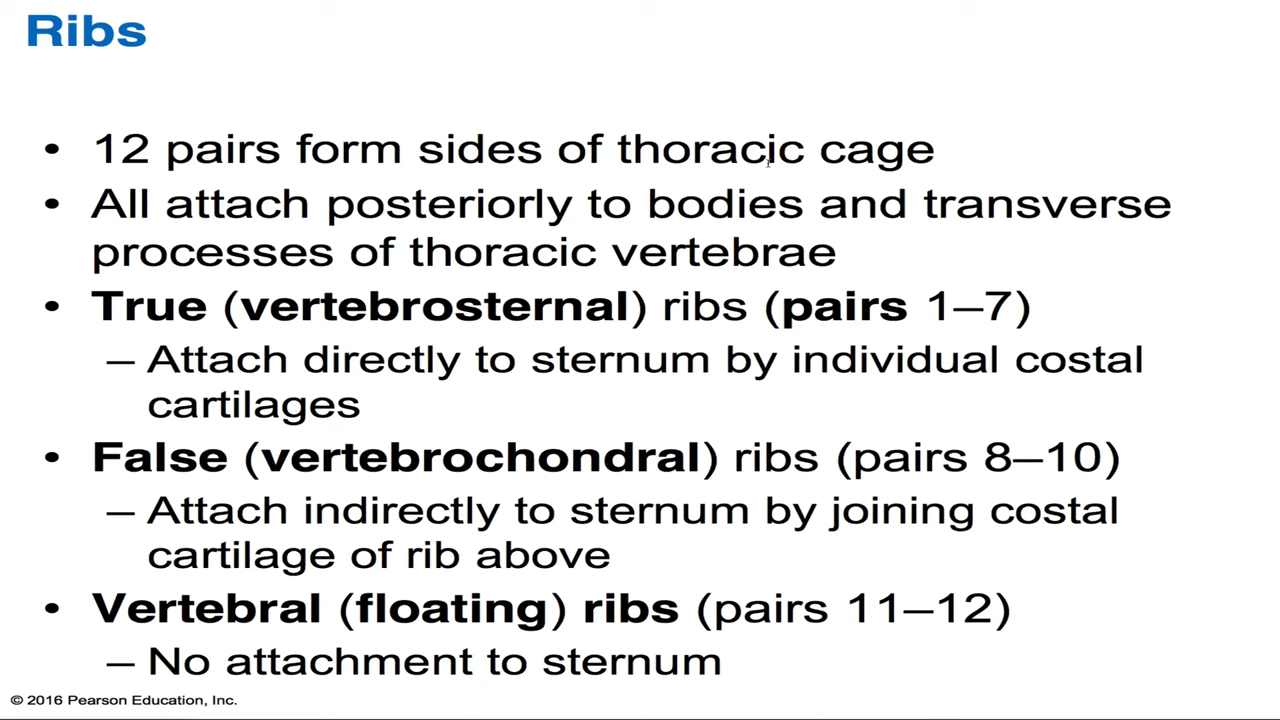 Ribs
• 12 pairs form sides of thoracic cage
• All attach posteriorly to bodies and transverse
processes of thoracic vertebrae
• True (vertebrosternal) ribs (pairs 1–7)
– Attach directly to sternum by individual costal
cartilages
• False (vertebrochondral) ribs (pairs 8–10)
– Attach indirectly to sternum by joining costal
cartilage of rib above
• Vertebral (floating) ribs (pairs 11–12)
– No attachment to sternum
© 2016 Pearson Education, Inc.